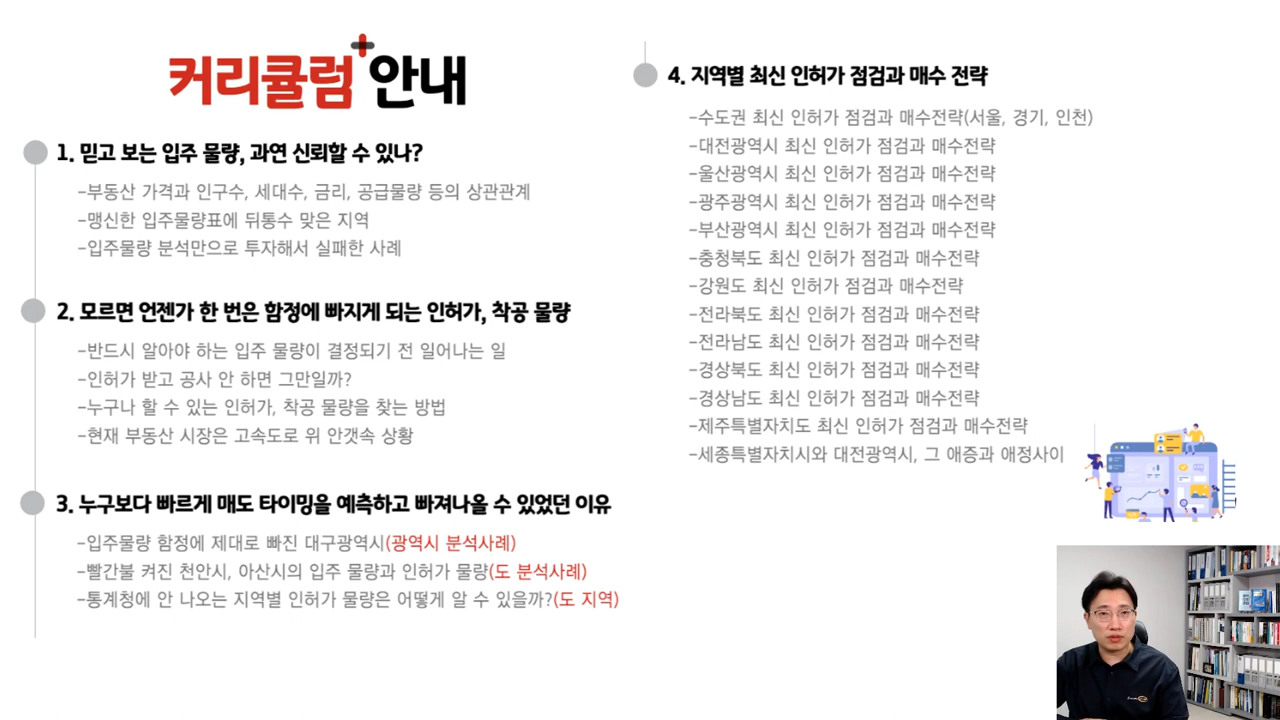 커리큘럼 안내
1. 믿고 보는 입주 물량, 과연 신뢰할 수 있나?
-부동산 가격과 인구수, 세대수, 금리, 공급물량 등의 상관관계
-맹신한 입주물량표에 뒤통수 맞은 지역
-입주물량 분석만으로 투자해서 실패한 사례
2. 모르면 언젠가 한 번은 함정에 빠지게 되는 인허가, 착공 물량
-반드시 알아야 하는 입주 물량이 결정되기 전 일어나는 일
-인허가 받고 공사 안 하면 그만일까?
-누구나 할 수 있는 인허가, 착공 물량을 찾는 방법
-현재 부동산 시장은 고속도로 위 안갯속 상황
3. 누구보다 빠르게 매도 타이밍을 예측하고 빠져나올 수 있었던 이유
-입주물량 함정에 제대로 빠진 대구광역시(광역시 분석사례)
-빨간불 켜진 천안시, 아산시의 입주 물량과 인허가 물량(도 분석사례)
-통계청에 안 나오는 지역별 인허가 물량은 어떻게 알 수 있을까?(도 지역)
4. 지역별 최신 인허가 점검과 매수 전략
-수도권 최신 인허가 점검과 매수전략(서울, 경기, 인천)
-대전광역시 최신 인허가 점검과 매수전략
-울산광역시 최신 인허가 점검과 매수전략
-광주광역시 최신 인허가 점검과 매수전략
-부산광역시 최신 인허가 점검과 매수전략
-충청북도 최신 인허가 점검과 매수전략
-강원도 최신 인허가 점검과 매수전략
-전라북도 최신 인허가 점검과 매수전략
-전라남도 최신 인허가 점검과 매수전략
-경상북도 최신 인허가 점검과 매수전략
-경상남도 최신 인허가 점검과 매수전략
-제주특별자치도 최신 인허가 점검과 매수전략
-세종특별자치시와 대전광역시, 그 애증과 애정사이